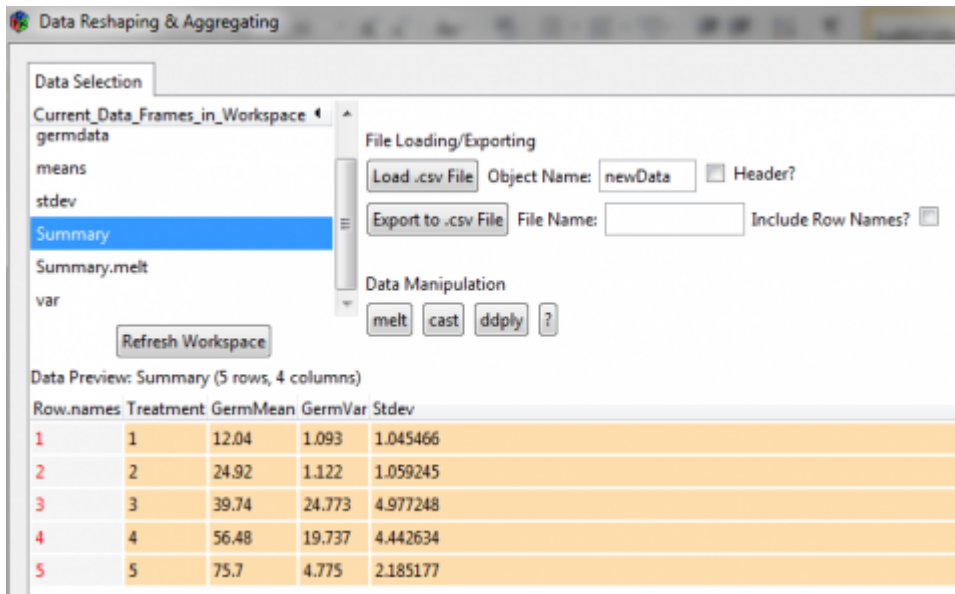 Data Reshaping & Aggregating
Data Selection
Current_Data_Frames_in_Workspace
germdata
means
stdev
Summary
Summary.melt
var
Refresh Workspace
File Loading/Exporting
Load .csv File Object Name: newData Header?
Export to .csv File File Name: Include Row Names?
Data Manipulation
melt cast ddply ?
Data Preview: Summary (5 rows, 4 columns)
Row.names Treatment GermMean GermVar Stdev
1 1 12.04 1.093 1.045466
2 2 24.92 1.122 1.059245
3 3 39.74 24.773 4.977248
4 4 56.48 19.737 4.442634
5 5 75.7 4.775 2.185177